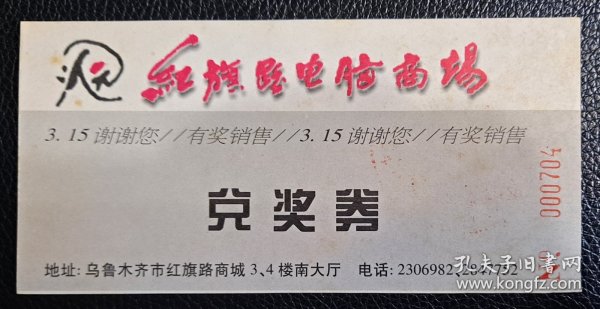 红旗路电脑商場
3.15谢谢您//有奖销售//3.15谢谢您//有奖销售
000704
兑奖券
地址:乌鲁木齐市红旗路商城3、4楼南大厅 电话:2306982、2847752
孔夫子旧书网
kongfz.com